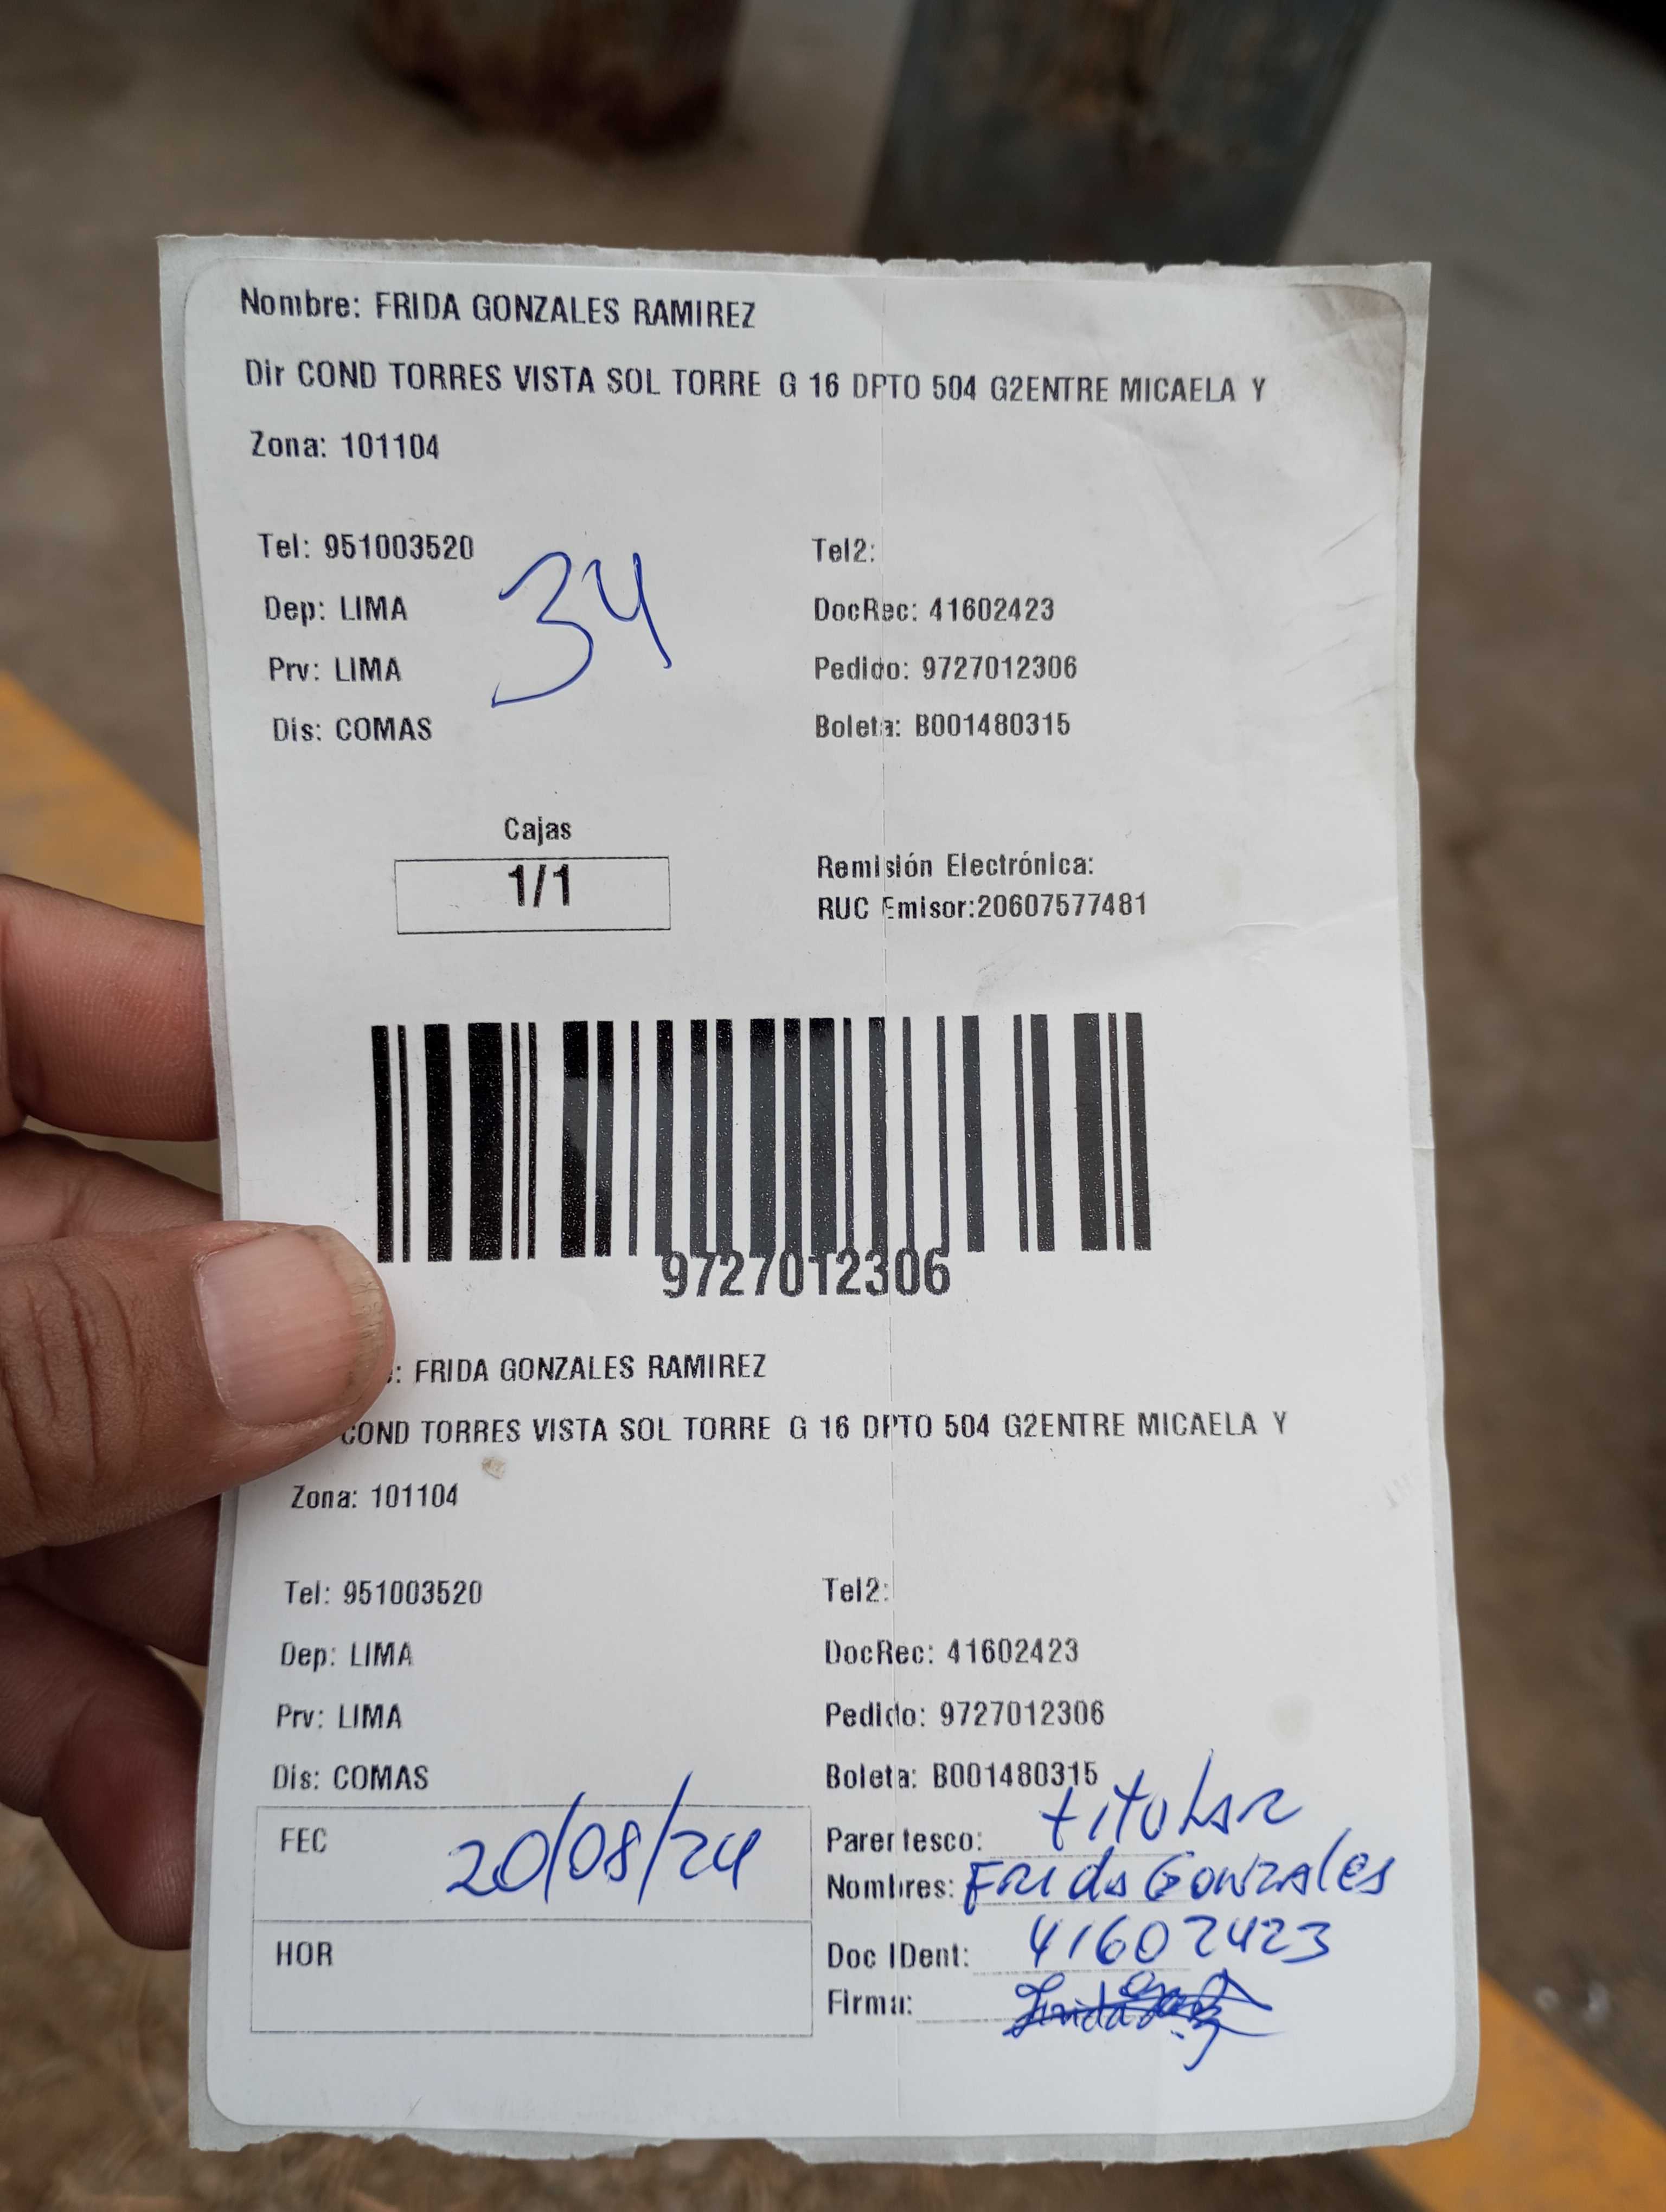 Nombre: FRIDA GONZALES RAMIREZ
Dir COND TORRES VISTA SOL TORRE G 16 DPTO 504 G2ENTRE MICAELA Y
Zona: 101104
Tel: 951003520
Tel2:
34
Dep: LIMA
DocRec: 41602423
Prv: LIMA
Pedido: 9727012306
Dis: COMAS
Boleta: B001480315
Cajas
1/1
Remisión Electrónica:
RUC Emisor:20607577481
9727012306
: FRIDA GONZALES RAMIREZ
COND TORRES VISTA SOL TORRE G 16 DPTO 504 G2ENTRE MICAELA Y
Zona: 101104
Tel: 951003520
Tel2:
Dep: LIMA
DocRec: 41602423
Prv: LIMA
Pedido: 9727012306
Dis: COMAS
Boleta: B001480315
FEC 20/08/24
Parentesco: titular
Nombres: Frida Gonzales
HOR
Doc IDent: 41602423
Firma: